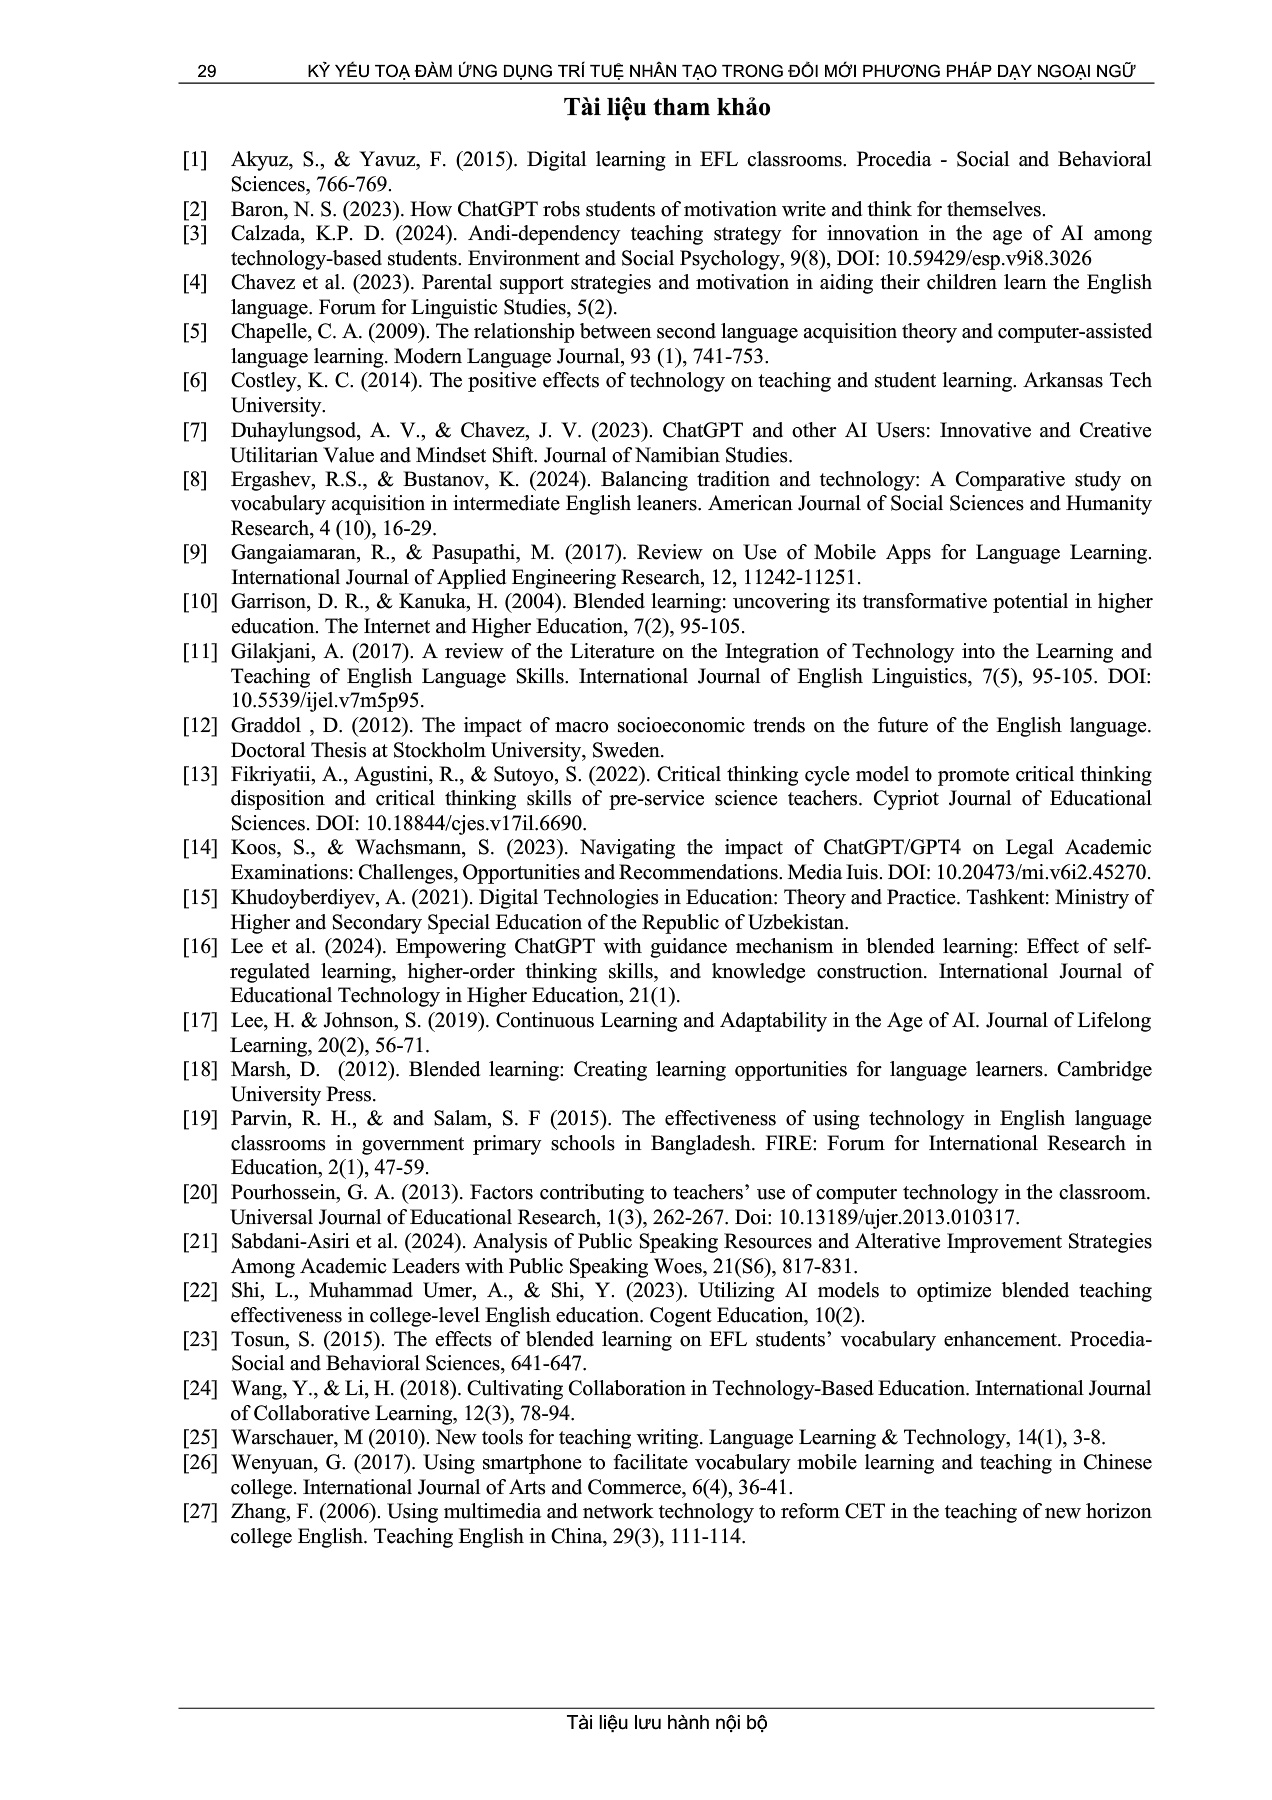 29 KỶ YẾU TOẠ ĐÀM ỨNG DỤNG TRÍ TUỆ NHÂN TẠO TRONG ĐỔI MỚI PHƯƠNG PHÁP DẠY NGOẠI NGỮ
Tài liệu tham khảo
[1] Akyuz, S., & Yavuz, F. (2015). Digital learning in EFL classrooms. Procedia - Social and Behavioral
Sciences, 766-769.
[2] Baron, N. S. (2023). How ChatGPT robs students of motivation write and think for themselves.
[3] Calzada, K.P. D. (2024). Andi-dependency teaching strategy for innovation in the age of AI among
technology-based students. Environment and Social Psychology, 9(8), DOI: 10.59429/esp.v9i8.3026
[4] Chavez et al. (2023). Parental support strategies and motivation in aiding their children learn the English
language. Forum for Linguistic Studies, 5(2).
[5] Chapelle, C. A. (2009). The relationship between second language acquisition theory and computer-assisted
language learning. Modern Language Journal, 93 (1), 741-753.
[6] Costley, K. C. (2014). The positive effects of technology on teaching and student learning. Arkansas Tech
University.
[7] Duhaylungsod, A. V., & Chavez, J. V. (2023). ChatGPT and other AI Users: Innovative and Creative
Utilitarian Value and Mindset Shift. Journal of Namibian Studies.
[8] Ergashev, R.S., & Bustanov, K. (2024). Balancing tradition and technology: A Comparative study on
vocabulary acquisition in intermediate English leaners. American Journal of Social Sciences and Humanity
Research, 4 (10), 16-29.
[9] Gangaiamaran, R., & Pasupathi, M. (2017). Review on Use of Mobile Apps for Language Learning.
International Journal of Applied Engineering Research, 12, 11242-11251.
[10] Garrison, D. R., & Kanuka, H. (2004). Blended learning: uncovering its transformative potential in higher
education. The Internet and Higher Education, 7(2), 95-105.
[11] Gilakjani, A. (2017). A review of the Literature on the Integration of Technology into the Learning and
Teaching of English Language Skills. International Journal of English Linguistics, 7(5), 95-105. DOI:
10.5539/ijel.v7m5p95.
[12] Graddol , D. (2012). The impact of macro socioeconomic trends on the future of the English language.
Doctoral Thesis at Stockholm University, Sweden.
[13] Fikriyatii, A., Agustini, R., & Sutoyo, S. (2022). Critical thinking cycle model to promote critical thinking
disposition and critical thinking skills of pre-service science teachers. Cypriot Journal of Educational
Sciences. DOI: 10.18844/cjes.v17il.6690.
[14] Koos, S., & Wachsmann, S. (2023). Navigating the impact of ChatGPT/GPT4 on Legal Academic
Examinations: Challenges, Opportunities and Recommendations. Media Iuis. DOI: 10.20473/mi.v6i2.45270.
[15] Khudoyberdiyev, A. (2021). Digital Technologies in Education: Theory and Practice. Tashkent: Ministry of
Higher and Secondary Special Education of the Republic of Uzbekistan.
[16] Lee et al. (2024). Empowering ChatGPT with guidance mechanism in blended learning: Effect of self-
regulated learning, higher-order thinking skills, and knowledge construction. International Journal of
Educational Technology in Higher Education, 21(1).
[17] Lee, H. & Johnson, S. (2019). Continuous Learning and Adaptability in the Age of AI. Journal of Lifelong
Learning, 20(2), 56-71.
[18] Marsh, D. (2012). Blended learning: Creating learning opportunities for language learners. Cambridge
University Press.
[19] Parvin, R. H., & and Salam, S. F (2015). The effectiveness of using technology in English language
classrooms in government primary schools in Bangladesh. FIRE: Forum for International Research in
Education, 2(1), 47-59.
[20] Pourhossein, G. A. (2013). Factors contributing to teachers’ use of computer technology in the classroom.
Universal Journal of Educational Research, 1(3), 262-267. Doi: 10.13189/ujer.2013.010317.
[21] Sabdani-Asiri et al. (2024). Analysis of Public Speaking Resources and Alterative Improvement Strategies
Among Academic Leaders with Public Speaking Woes, 21(S6), 817-831.
[22] Shi, L., Muhammad Umer, A., & Shi, Y. (2023). Utilizing AI models to optimize blended teaching
effectiveness in college-level English education. Cogent Education, 10(2).
[23] Tosun, S. (2015). The effects of blended learning on EFL students’ vocabulary enhancement. Procedia-
Social and Behavioral Sciences, 641-647.
[24] Wang, Y., & Li, H. (2018). Cultivating Collaboration in Technology-Based Education. International Journal
of Collaborative Learning, 12(3), 78-94.
[25] Warschauer, M (2010). New tools for teaching writing. Language Learning & Technology, 14(1), 3-8.
[26] Wenyuan, G. (2017). Using smartphone to facilitate vocabulary mobile learning and teaching in Chinese
college. International Journal of Arts and Commerce, 6(4), 36-41.
[27] Zhang, F. (2006). Using multimedia and network technology to reform CET in the teaching of new horizon
college English. Teaching English in China, 29(3), 111-114.
Tài liệu lưu hành nội bộ